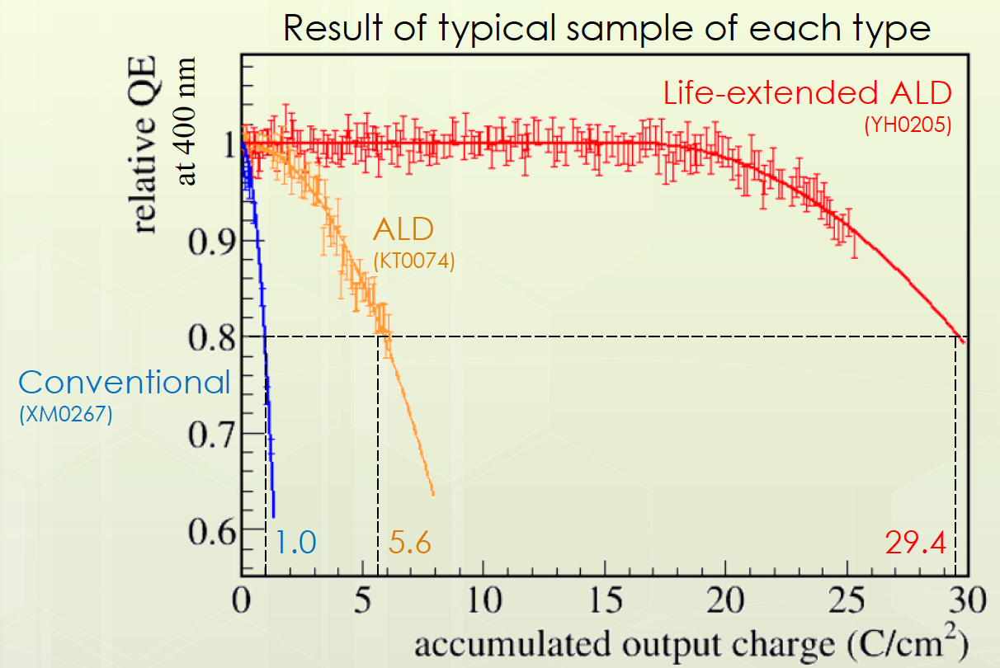 Result of typical sample of each type
relative QE
at 400 nm
Life-extended ALD
(YH0205)
1
ALD
(KT0074)
0.9
0.8
Conventional
(XM0267)
0.7
0.6
1.0
5.6
29.4
0 5 10 15 20 25 30
accumulated output charge (C/cm²)